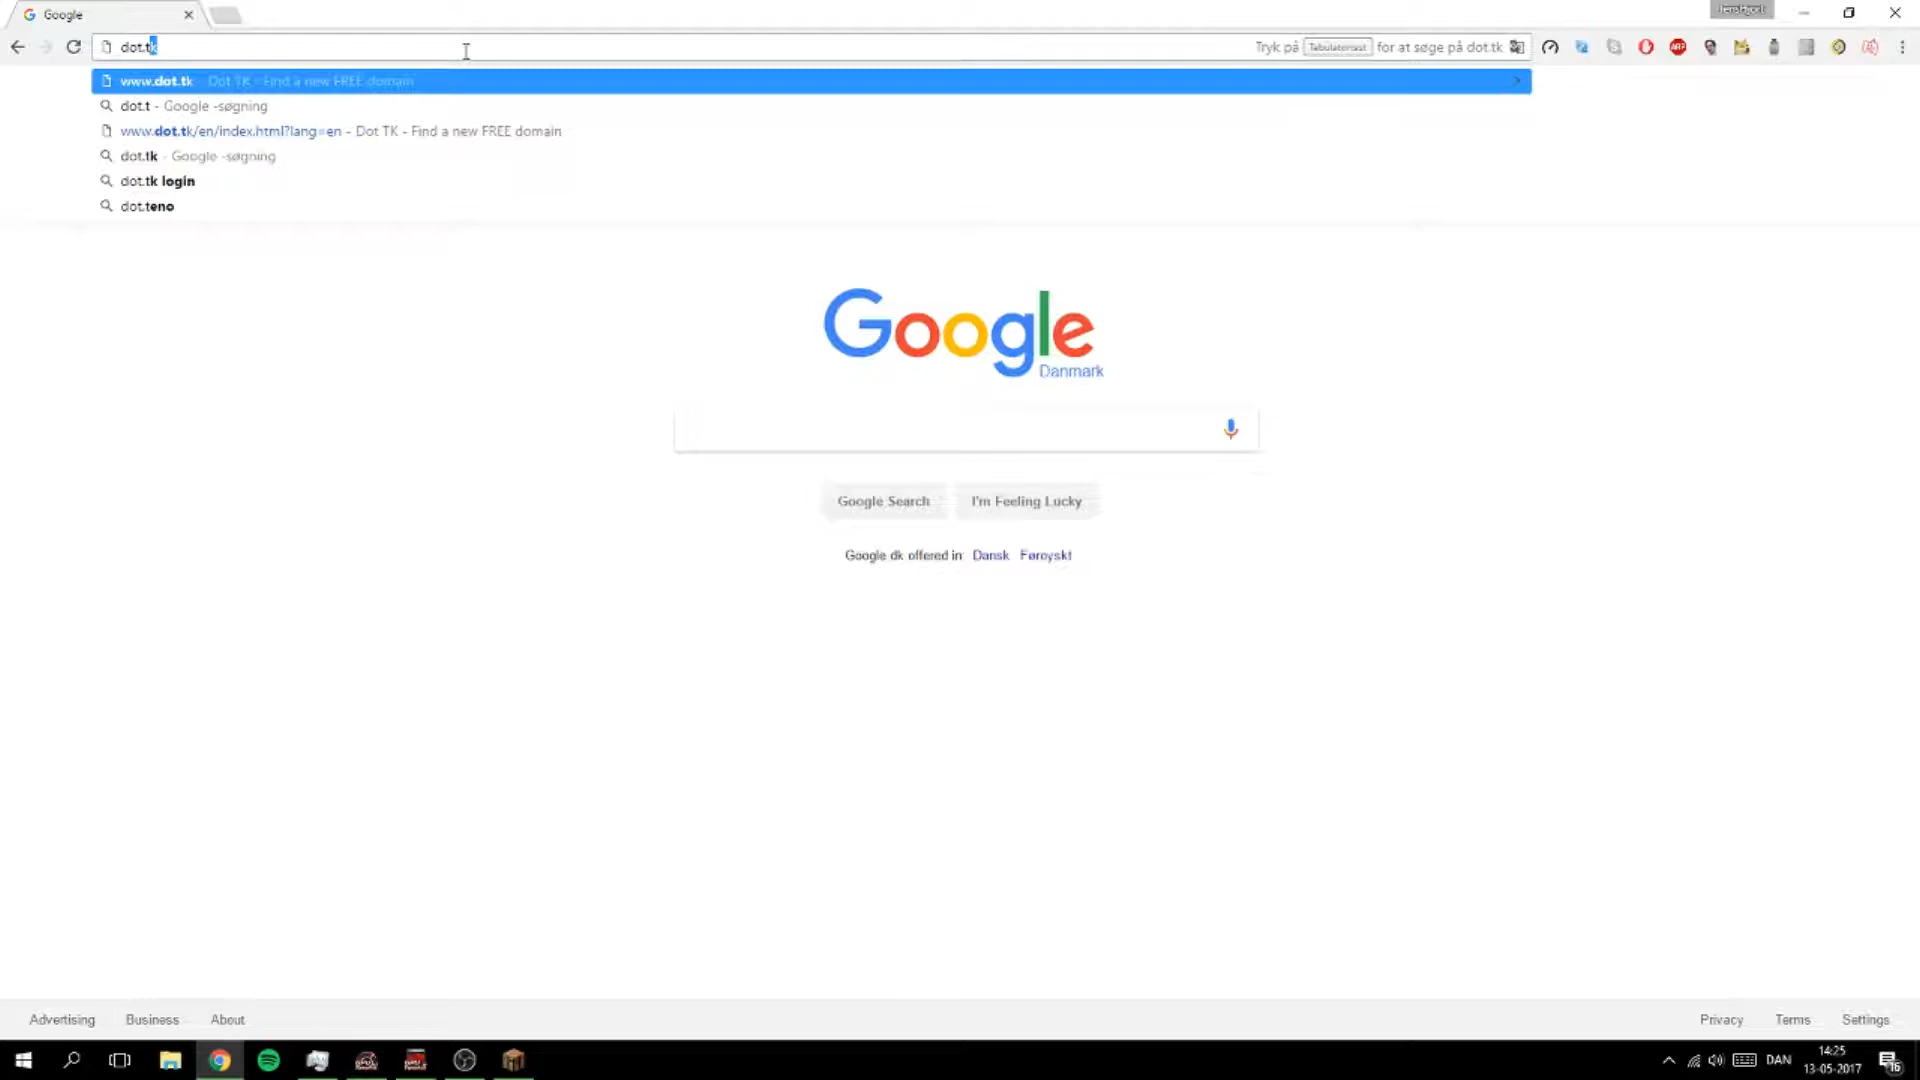 Google
dot.tk
Tryk på Tabulatortast for at søge på dot.tk
www.dot.tk - Dot TK - Find a new FREE domain
dot.t - Google -søgning
www.dot.tk/en/index.html?lang=en - Dot TK - Find a new FREE domain
dot.tk - Google -søgning
dot.tk login
dot.teno
Google
Danmark
Google Search
I'm Feeling Lucky
Google dk offered in: Dansk Føroyskt
Advertising Business About
Privacy Terms Settings
DAN
14:25
13-05-2017
16